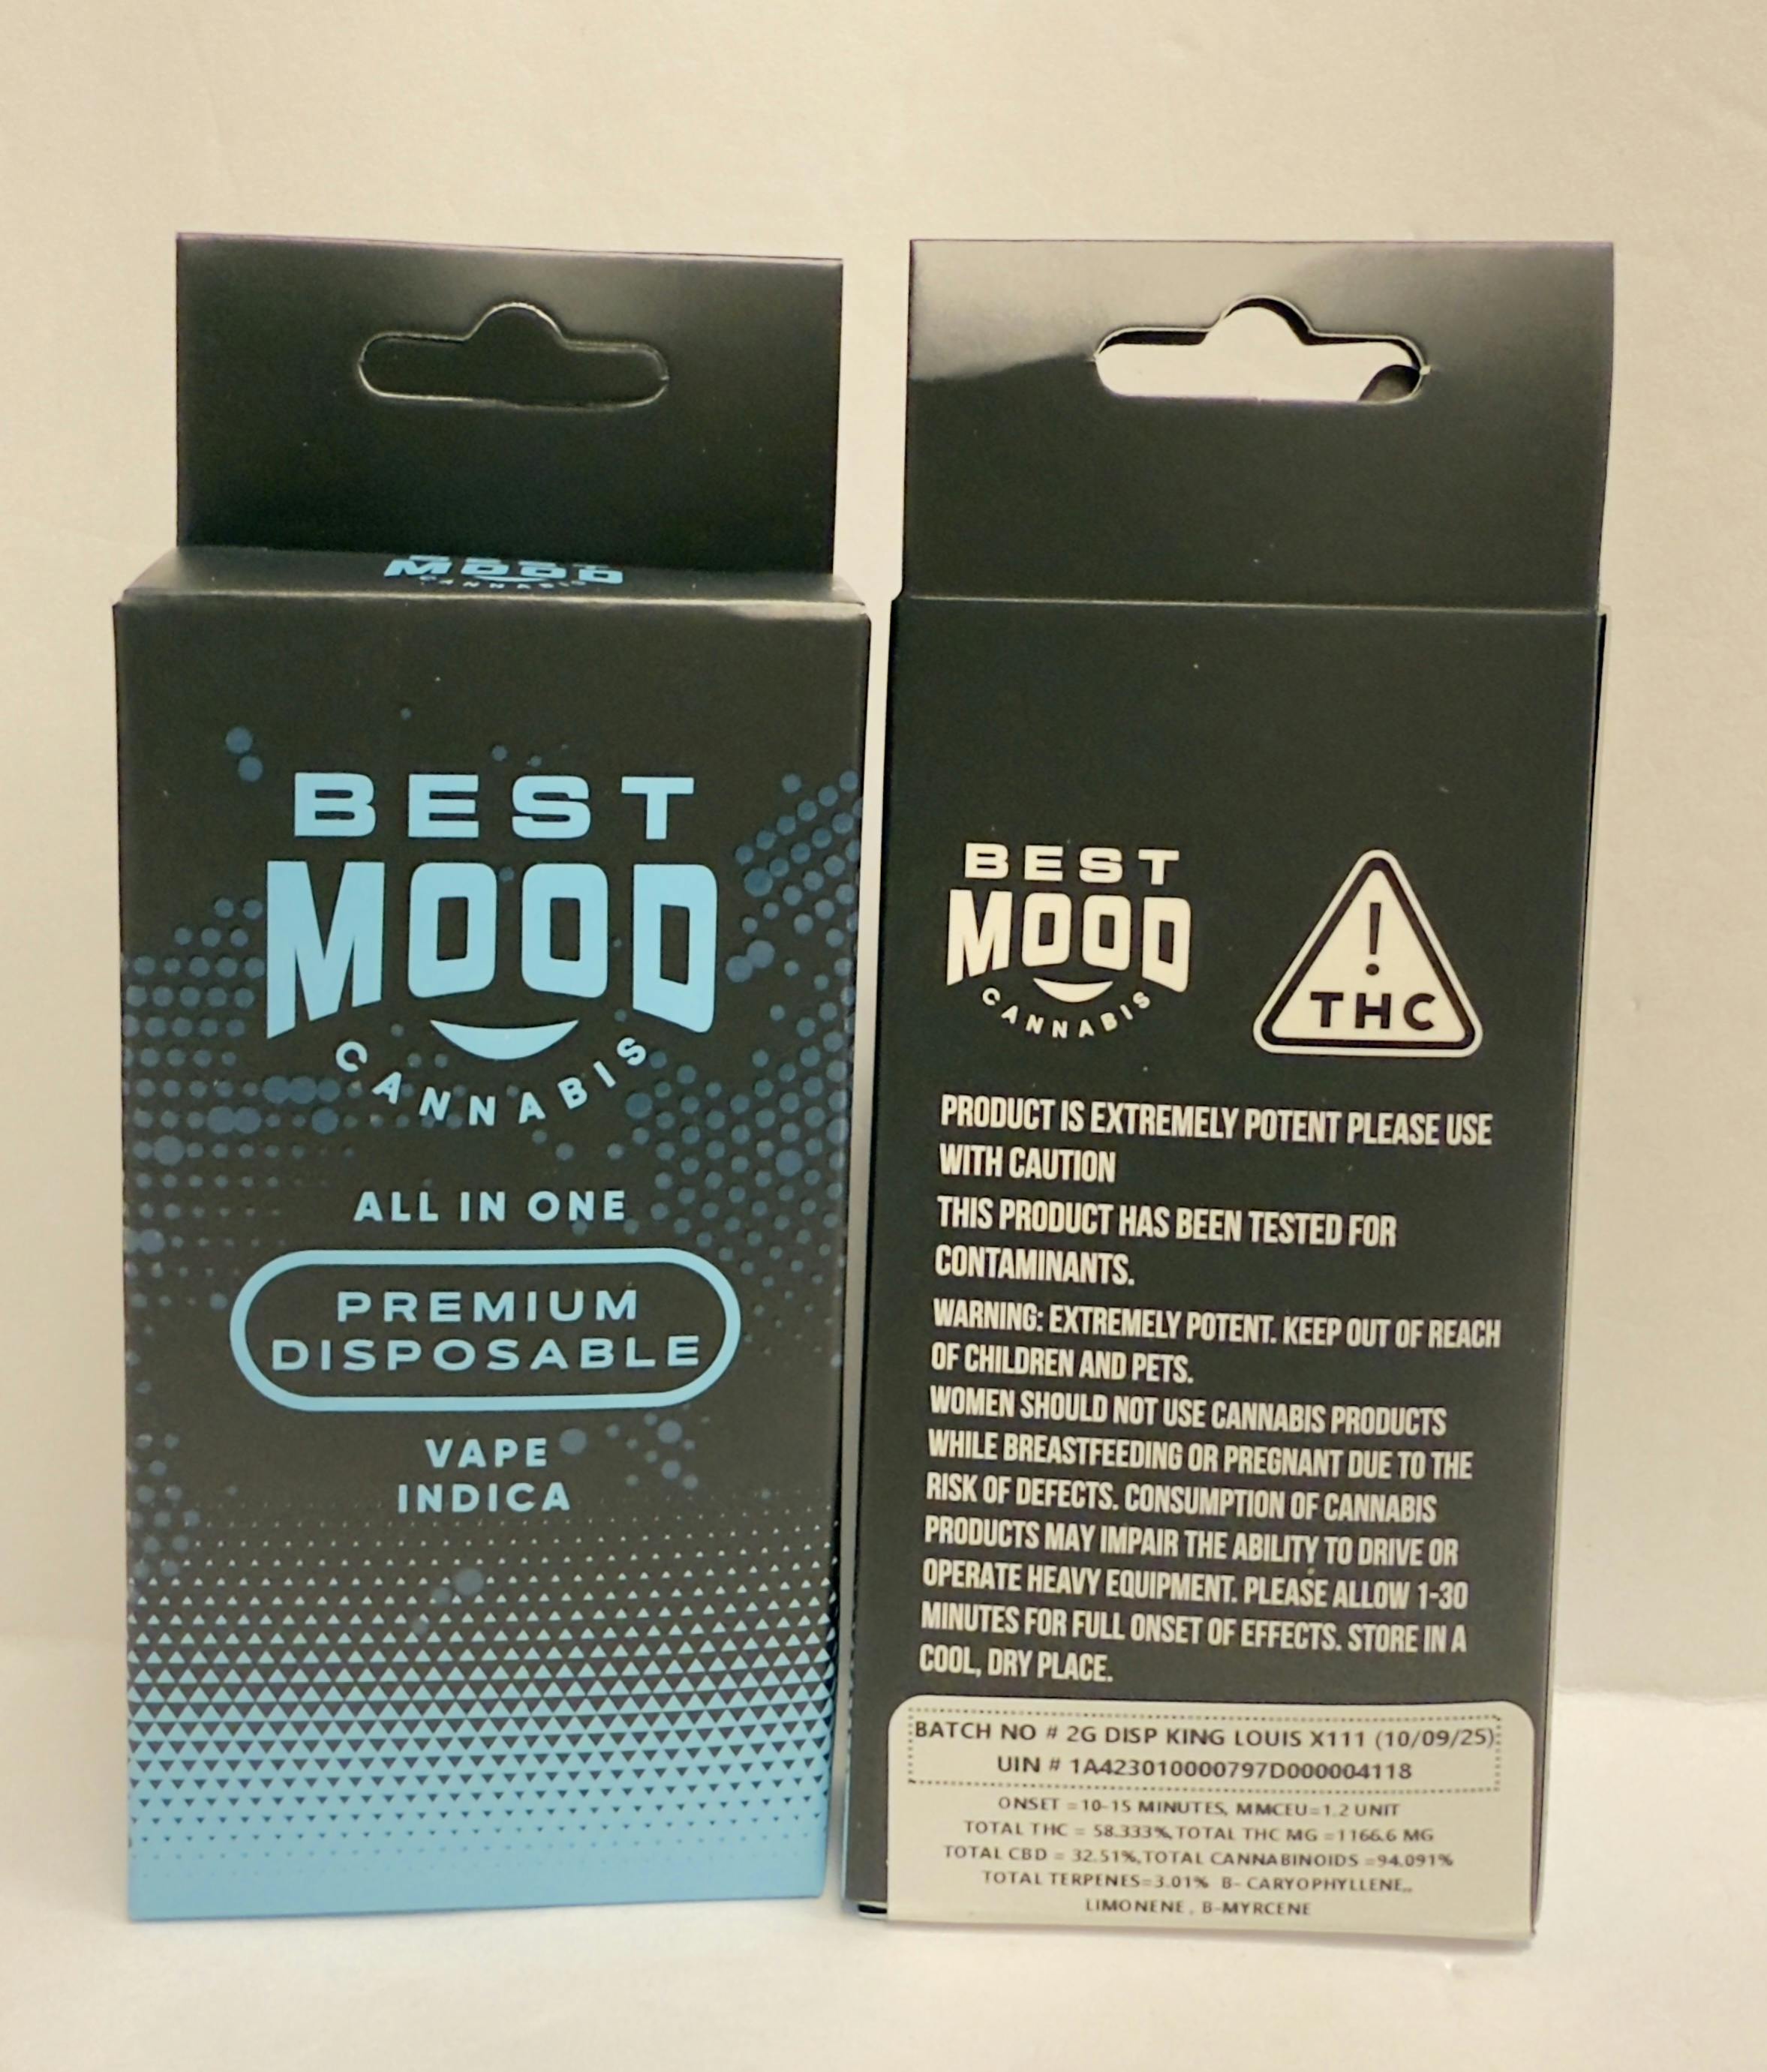 BEST
MOOD
CANNABIS
BEST
MOOD
CANNABIS
ALL IN ONE
PREMIUM
DISPOSABLE
VAPE
INDICA
BEST
MOOD
CANNABIS
!
THC
PRODUCT IS EXTREMELY POTENT PLEASE USE
WITH CAUTION
THIS PRODUCT HAS BEEN TESTED FOR
CONTAMINANTS.
WARNING: EXTREMELY POTENT. KEEP OUT OF REACH
OF CHILDREN AND PETS.
WOMEN SHOULD NOT USE CANNABIS PRODUCTS
WHILE BREASTFEEDING OR PREGNANT DUE TO THE
RISK OF DEFECTS. CONSUMPTION OF CANNABIS
PRODUCTS MAY IMPAIR THE ABILITY TO DRIVE OR
OPERATE HEAVY EQUIPMENT. PLEASE ALLOW 1-30
MINUTES FOR FULL ONSET OF EFFECTS. STORE IN A
COOL, DRY PLACE.
BATCH NO # 2G DISP KING LOUIS X111 (10/09/25)
UIN # 1A423010000797D000004118
ONSET =10-15 MINUTES, MMCEU=1.2 UNIT
TOTAL THC = 58.333%,TOTAL THC MG =1166.6 MG
TOTAL CBD = 32.51%,TOTAL CANNABINOIDS =94.091%
TOTAL TERPENES=3.01% B- CARYOPHYLLENE,,
LIMONENE , B-MYRCENE